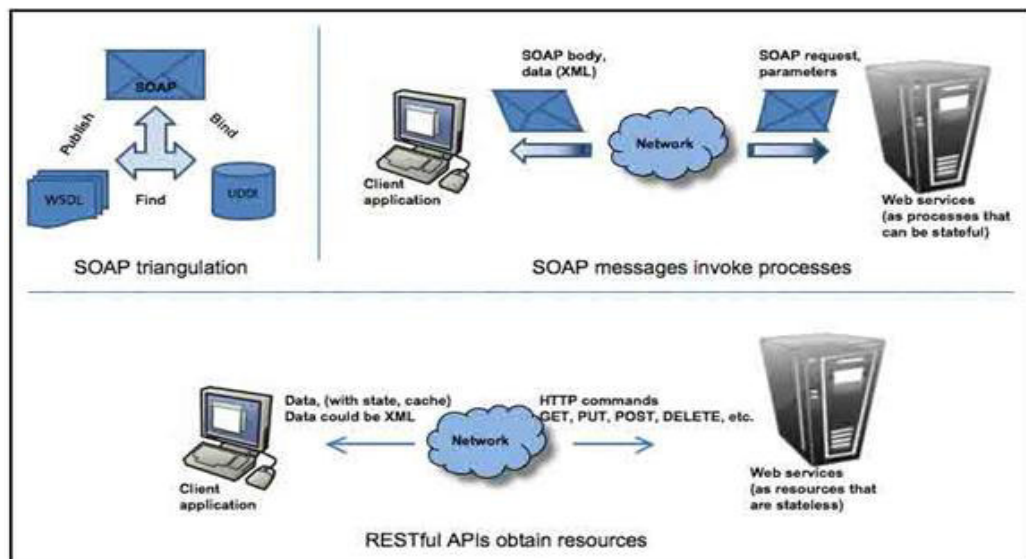 SOAP
Publish
Bind
WSDL
Find
UDDI
SOAP triangulation
SOAP body,
data (XML)
SOAP request,
parameters
Network
Client
application
Web services
(as processes that
can be stateful)
SOAP messages invoke processes
Data, (with state, cache)
Data could be XML
HTTP commands
GET, PUT, POST, DELETE, etc.
Network
Client
application
Web services
(as resources that
are stateless)
RESTful APIs obtain resources